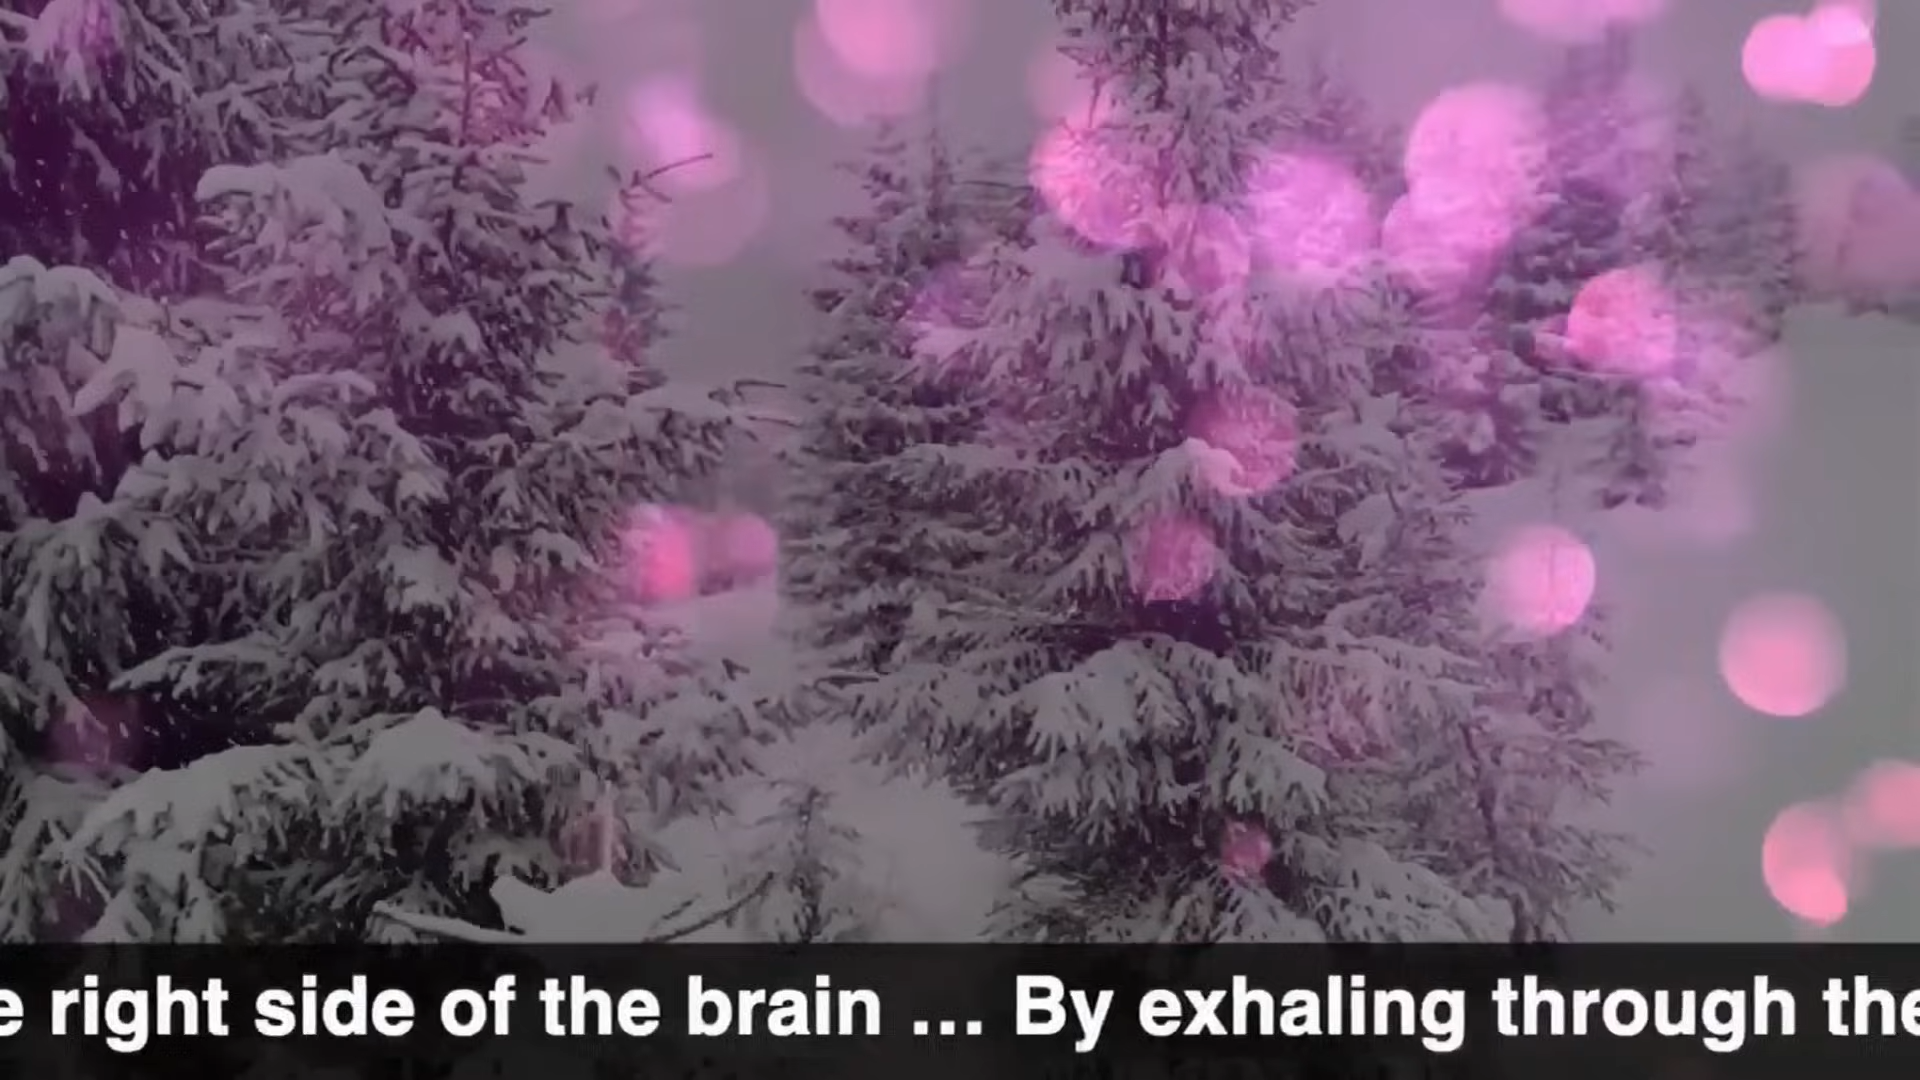 e right side of the brain ... By exhaling through the